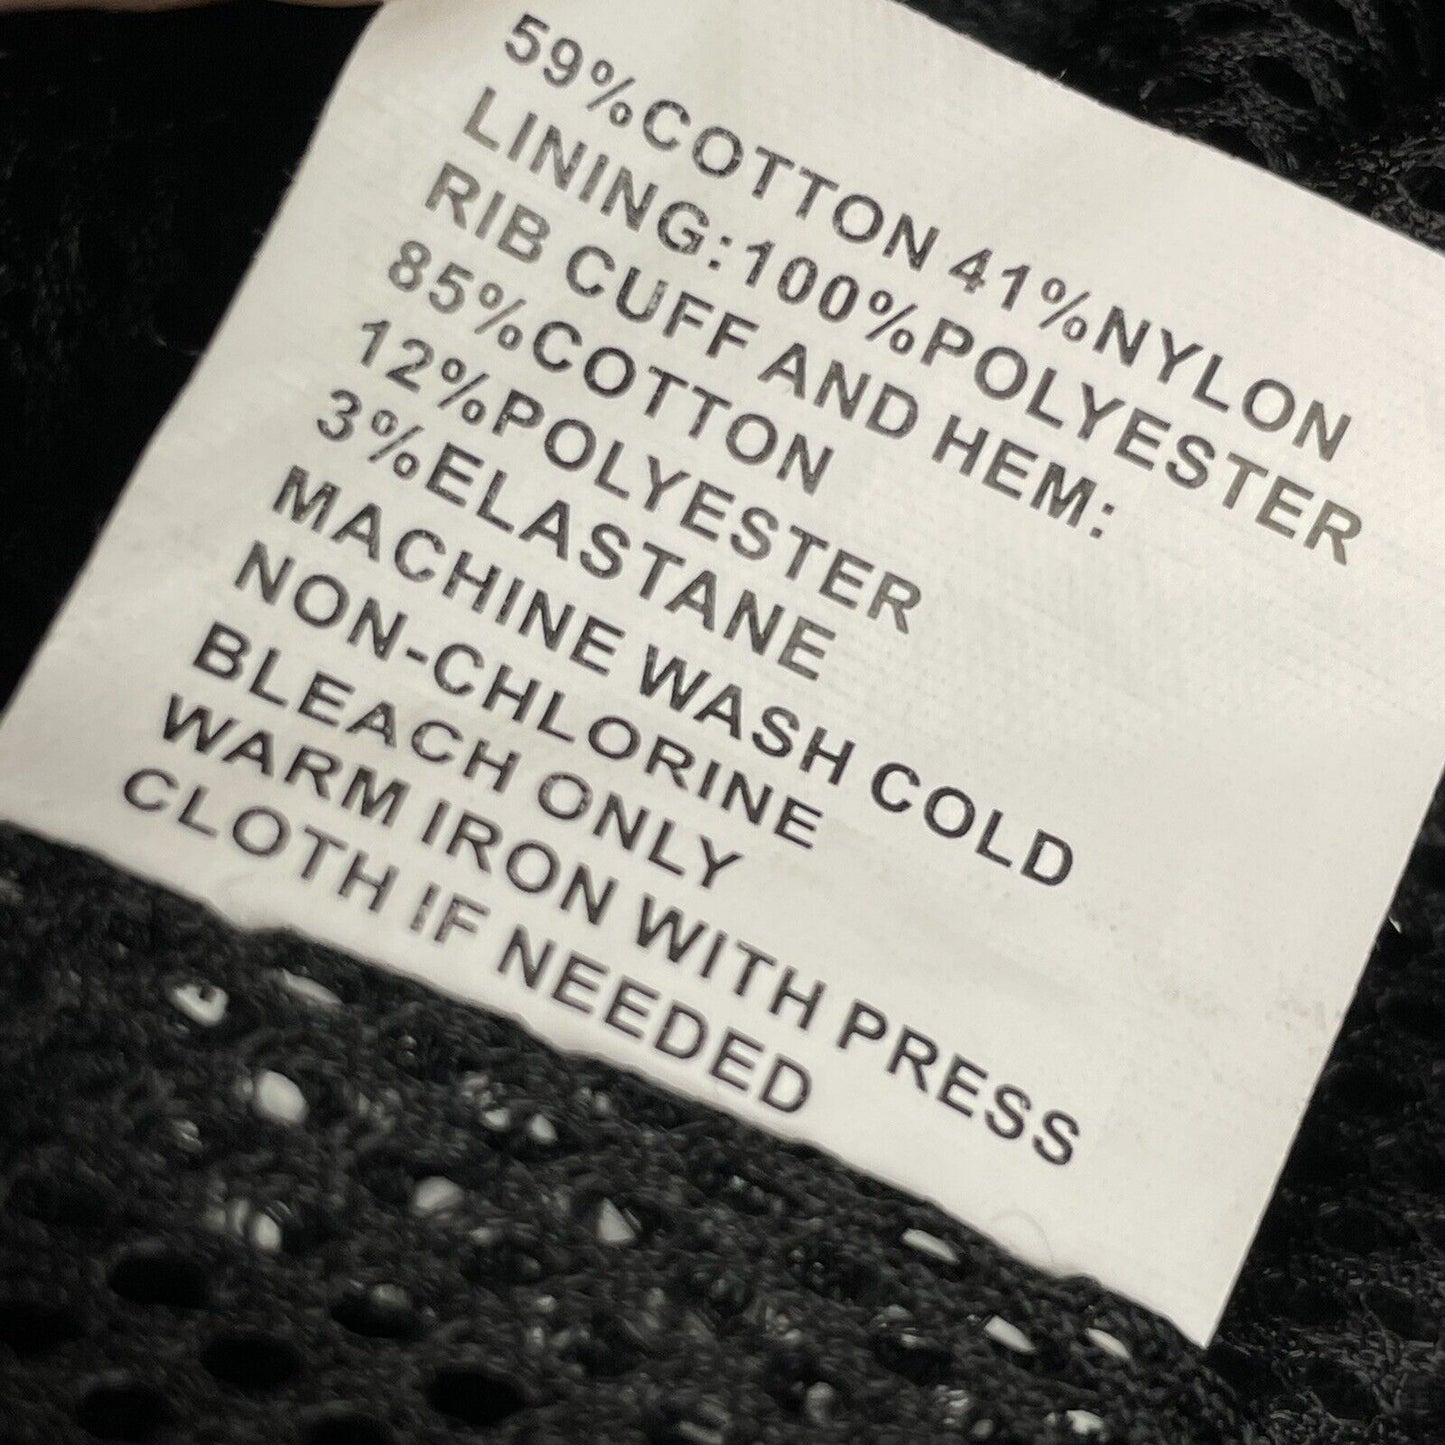 59%COTTON 41%NYLON
LINING:100%POLYESTER
RIB CUFF AND HEM:
85%COTTON
12%POLYESTER
3%ELASTANE
MACHINE WASH COLD
NON-CHLORINE
BLEACH ONLY
WARM IRON WITH PRESS
CLOTH IF NEEDED